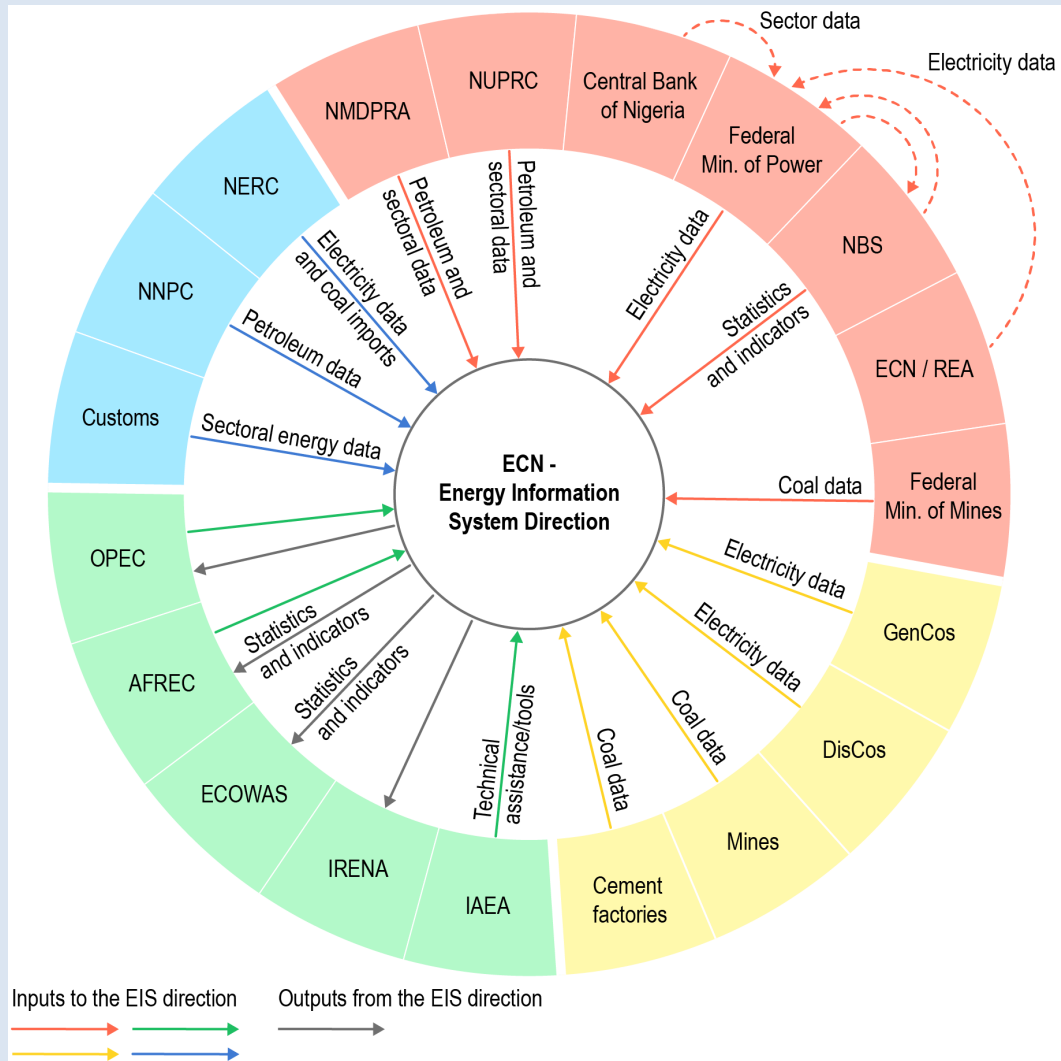 Sector data
Electricity data
NMDPRA
NUPRC
Central Bank
of Nigeria
Federal
Min. of Power
NBS
ECN / REA
Federal
Min. of Mines
GenCos
DisCos
Mines
Cement
factories
IAEA
IRENA
ECOWAS
AFREC
OPEC
Customs
NNPC
NERC
Petroleum and
sectoral data
Petroleum and
sectoral data
Electricity data
Statistics
and indicators
Coal data
Electricity data
Electricity data
Coal data
Coal data
Technical
assistance/tools
Statistics
and indicators
Statistics
and indicators
Sectoral energy data
Petroleum data
Electricity data
and coal imports
ECN -
Energy Information
System Direction
Inputs to the EIS direction
Outputs from the EIS direction